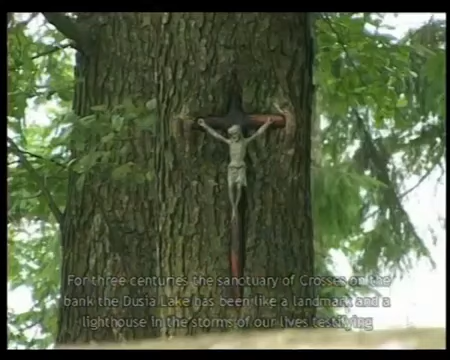 For three centuries the sanctuary of Crosses on the
bank the Dusia Lake has been like a landmark and a
lighthouse in the storms of our lives testifying